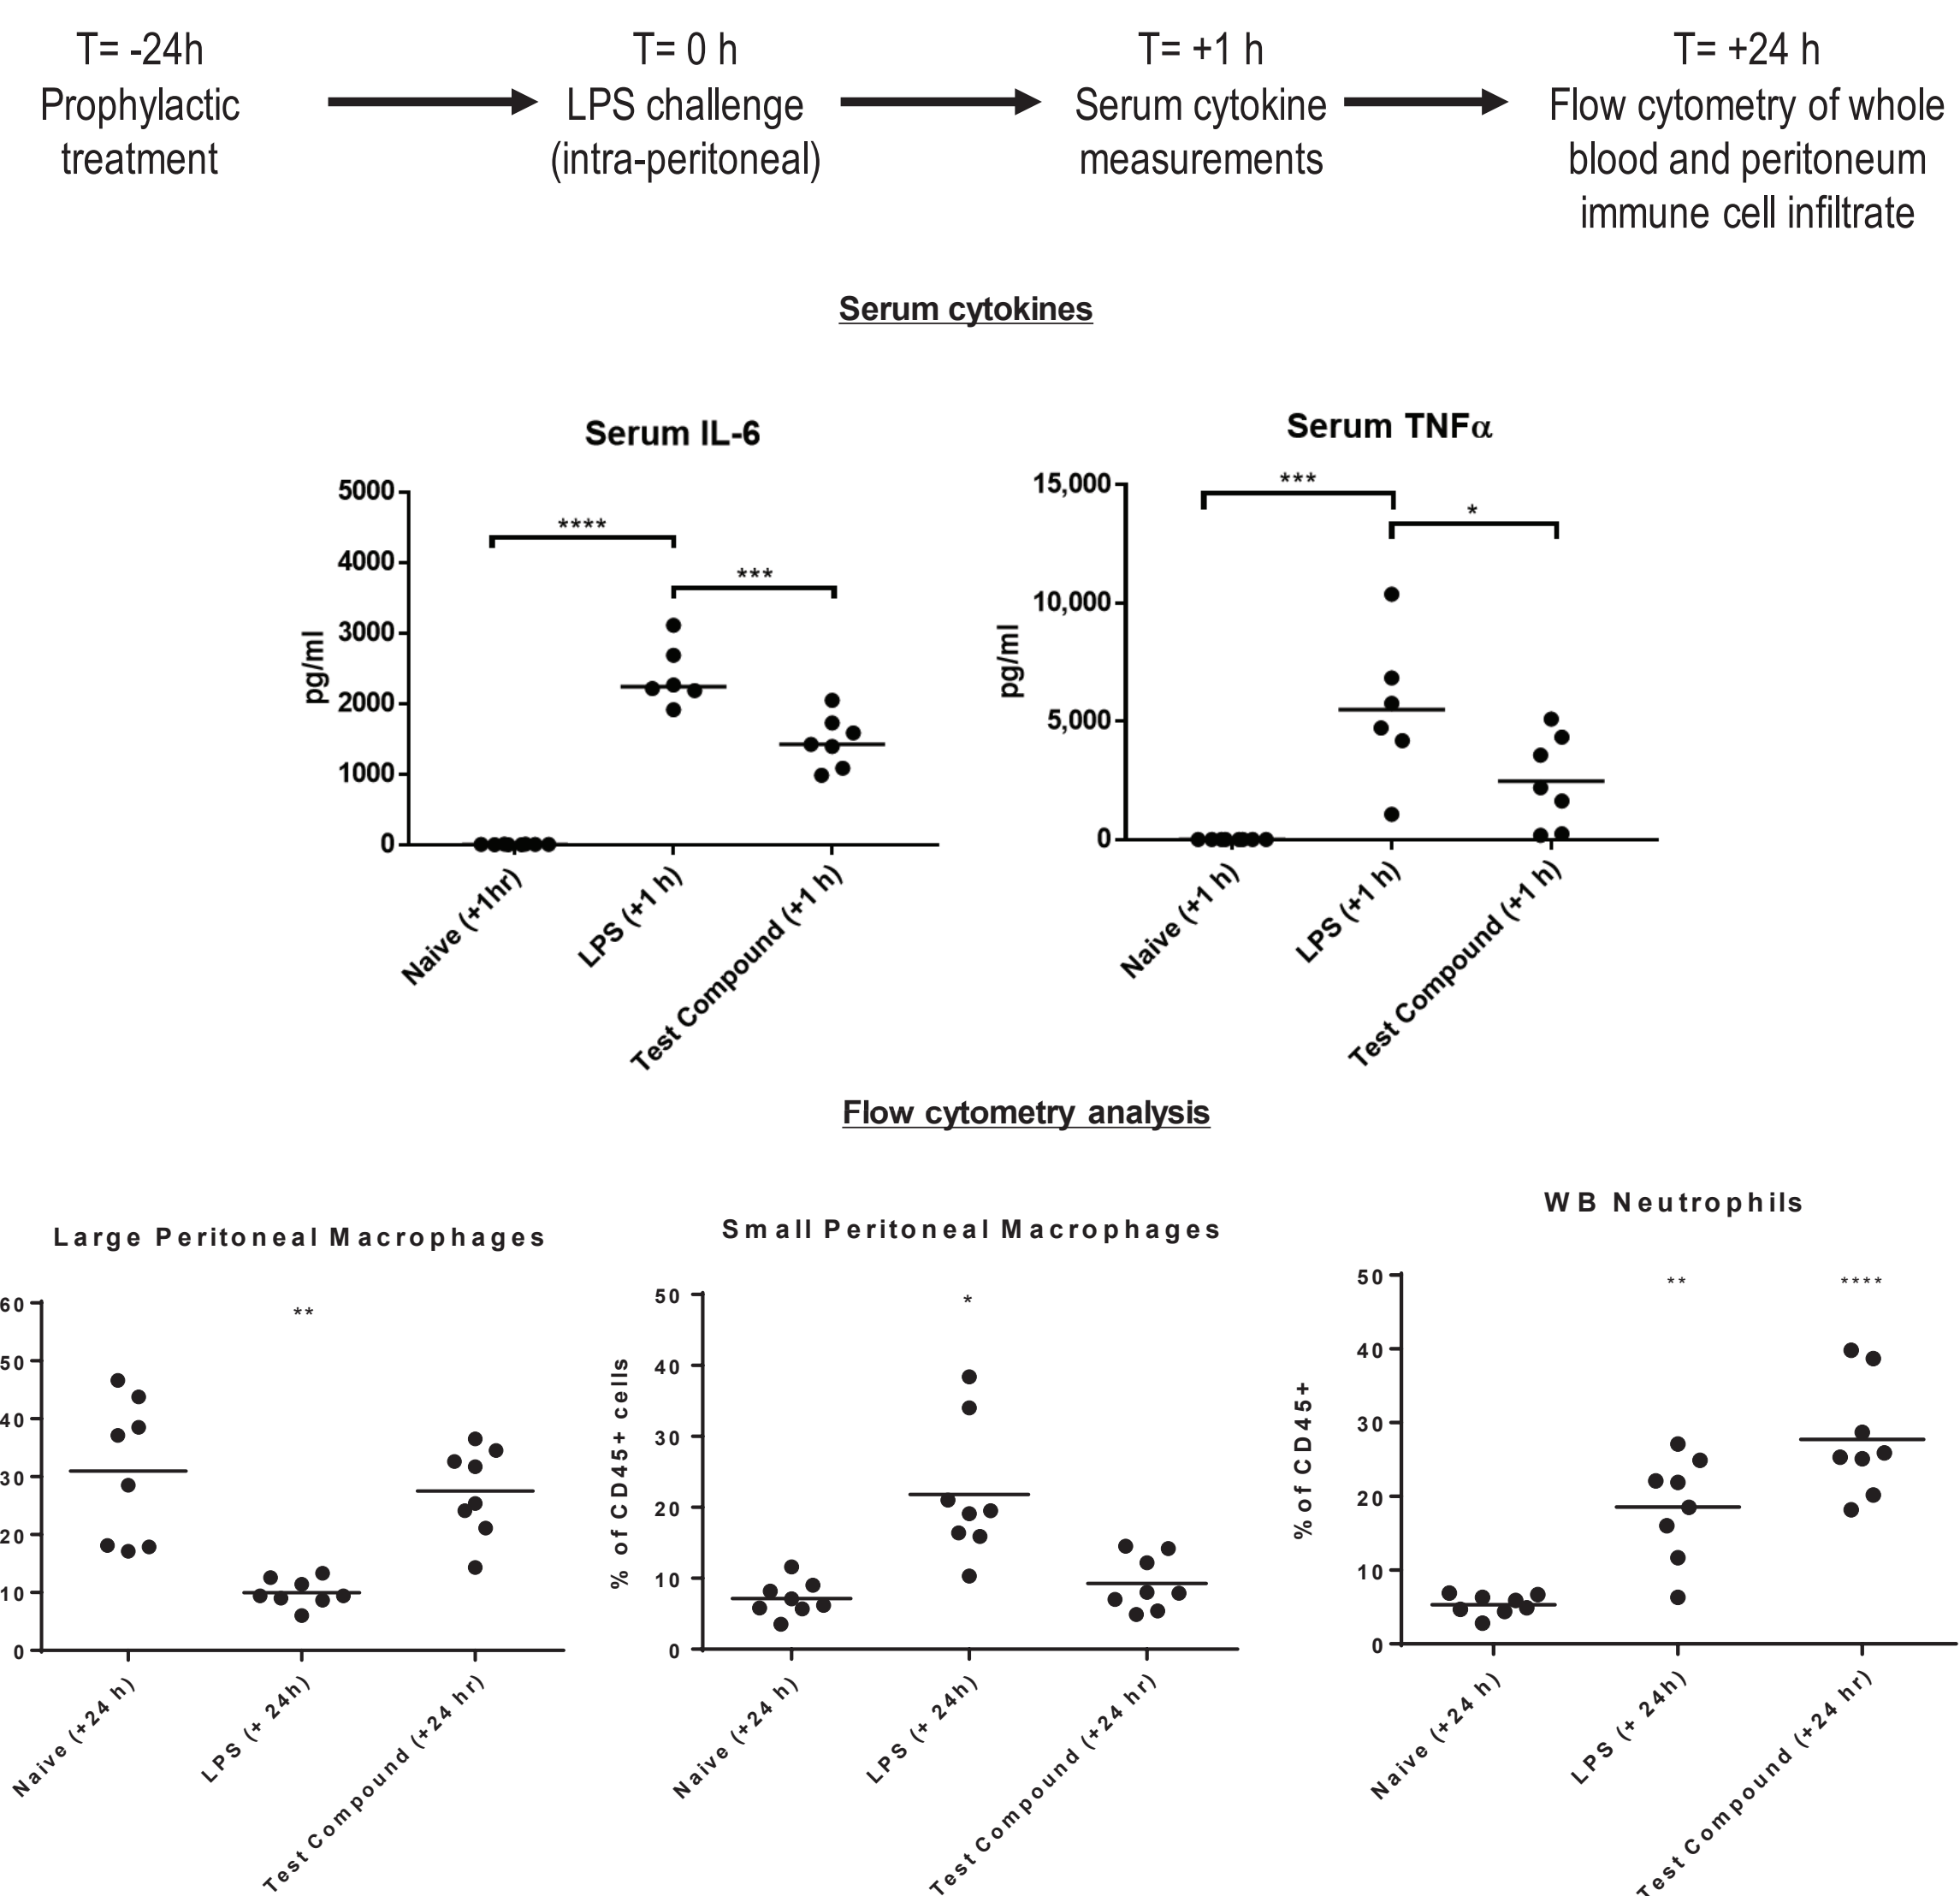 T= -24h
Prophylactic
treatment
T= 0 h
LPS challenge
(intra-peritoneal)
T= +1 h
Serum cytokine
measurements
T= +24 h
Flow cytometry of whole
blood and peritoneum
immune cell infiltrate
Serum cytokines
Serum IL-6
pg/ml
5000
4000
3000
2000
1000
0
****
***
Naive (+1hr)
LPS (+1 h)
Test Compound (+1 h)
Serum TNFα
pg/ml
15,000
10,000
5,000
0
***
*
Naive (+1 h)
LPS (+1 h)
Test Compound (+1 h)
Flow cytometry analysis
Large Peritoneal Macrophages
60
50
40
30
20
10
0
**
Naive (+24 h)
LPS (+ 24h)
Test Compound (+24 hr)
Small Peritoneal Macrophages
% of CD45+ cells
50
40
30
20
10
0
*
Naive (+24 h)
LPS (+ 24h)
Test Compound (+24 hr)
WB Neutrophils
% of CD45+
50
40
30
20
10
0
**
****
Naive (+24 h)
LPS (+ 24h)
Test Compound (+24 hr)